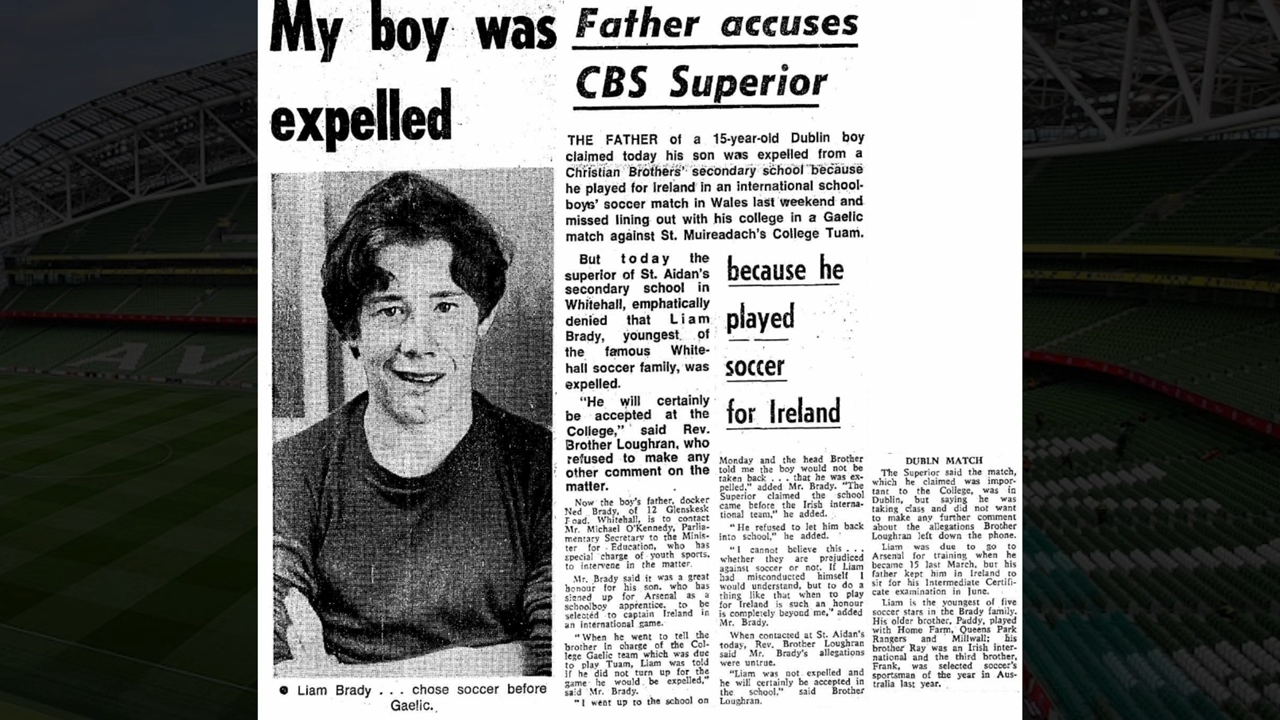 My boy was
expelled
Father accuses
CBS Superior
THE FATHER of a 15-year-old Dublin boy
claimed today his son was expelled from a
Christian Brothers' secondary school because
he played for Ireland in an international school-
boys' soccer match in Wales last weekend and
missed lining out with his college in a Gaelic
match against St. Muireadach's College Tuam.
But today the
superior of St. Aidan's
secondary school in
Whitehall, emphatically
denied that Liam
Brady, youngest of
the famous White-
hall soccer family, was
expelled.
"He will certainly
be accepted at the
College," said Rev.
Brother Loughran, who
refused to make any
other comment on the
matter.
Now the boy's father, docker
Ned Brady, of 12 Glenskesk
Road, Whitehall, is to contact
Mr. Michael O'Kennedy, Parlia-
mentary Secretary to the Minis-
ter for Education, who has
special charge of youth sports,
to intervene in the matter.
Mr. Brady said it was a great
honour for his son, who has
signed up for Arsenal as a
schoolboy apprentice, to be
selected to captain Ireland in
an international game.
"When he went to tell the
brother in charge of the Col-
lege Gaelic team which was due
to play Tuam, Liam was told
if he did not turn up for the
game he would be expelled,"
said Mr. Brady.
"I went up to the school on
because he
played
soccer
for Ireland
Monday and the head Brother
told me the boy would not be
taken back . . . that he was ex-
pelled," added Mr. Brady. "The
Superior claimed the school
came before the Irish interna-
tional team," he added.
"He refused to let him back
into school," he added.
"I cannot believe this . . .
whether they are prejudiced
against soccer or not. If Liam
had misconducted himself I
would understand, but to do a
thing like that when to play
for Ireland is such an honour
is completely beyond me," added
Mr. Brady.
When contacted at St. Aidan's
today, Rev. Brother Loughran
said Mr. Brady's allegations
were untrue.
"Liam was not expelled and
he will certainly be accepted in
the school," said Brother
Loughran.
DUBLN MATCH
The Superior said the match,
which he claimed was impor-
tant to the College, was in
Dublin, but saying he was
taking class and did not want
to make any further comment
about the allegations Brother
Loughran left down the phone.
Liam was due to go to
Arsenal for training when he
became 15 last March, but his
father kept him in Ireland to
sit for his Intermediate Certifi-
cate examination in June.
Liam is the youngest of five
soccer stars in the Brady family.
His older brother, Paddy, played
with Home Farm, Queens Park
Rangers and Millwall; his
brother Ray was an Irish inter-
national and the third brother,
Frank, was selected soccer's
sportsman of the year in Aus-
tralia last year.
Liam Brady . . . chose soccer before
Gaelic.
AV